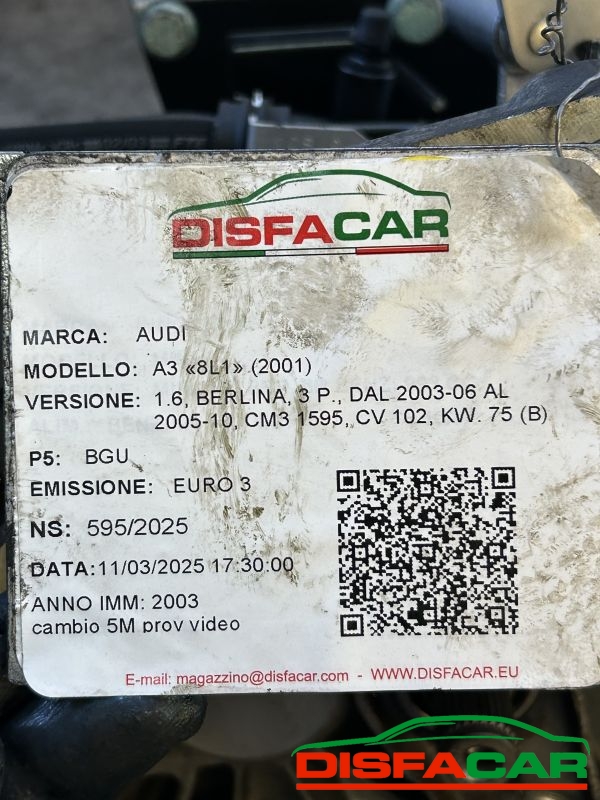 DISFACAR
MARCA: AUDI
MODELLO: A3 «8L1» (2001)
VERSIONE: 1.6, BERLINA, 3 P., DAL 2003-06 AL
2005-10, CM3 1595, CV 102, KW. 75 (B)
P5: BGU
EMISSIONE: EURO 3
NS: 595/2025
DATA:11/03/2025 17:30:00
ANNO IMM: 2003
cambio 5M prov video
E-mail: magazzino@disfacar.com - WWW.DISFACAR.EU
DISFACAR